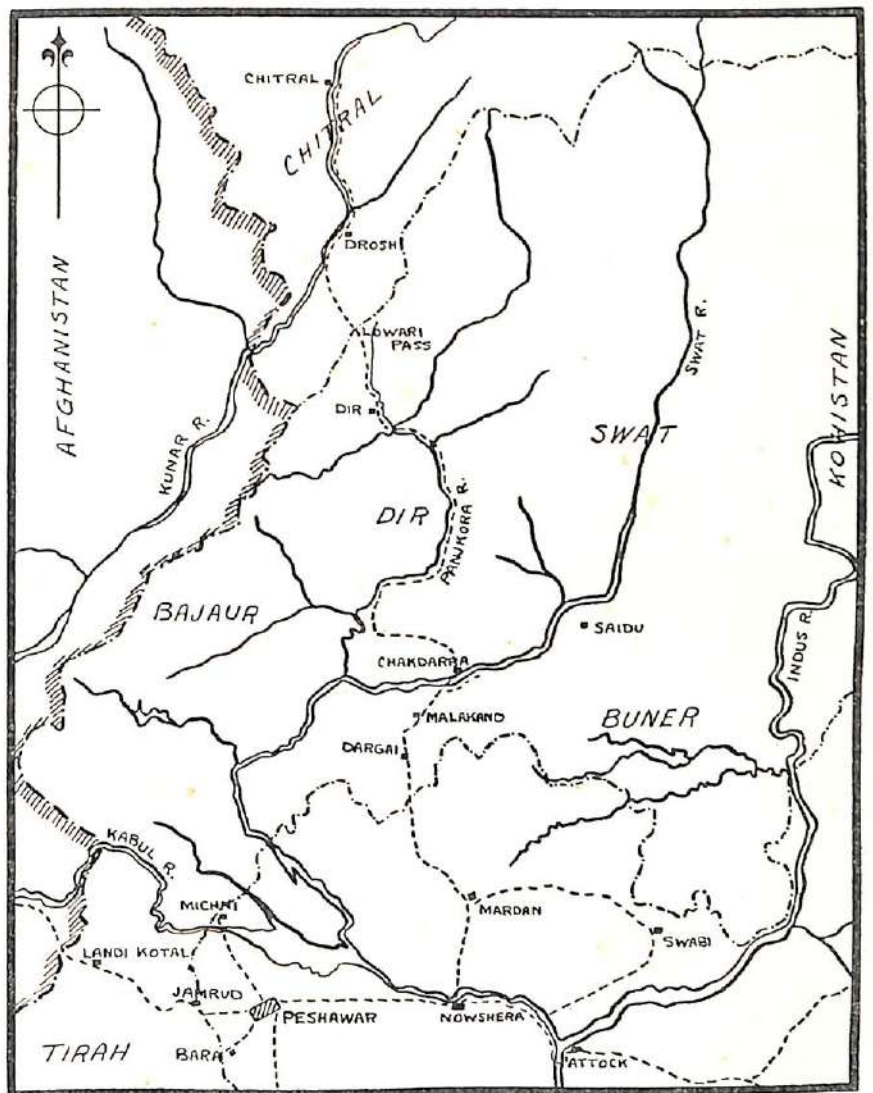 CHITRAL
CHITRAL
DROSH
AFGHANISTAN
LOWARI
PASS
SWAT R.
KOHISTAN
DIR
KUNAR R.
SWAT
DIR
PANJKORA R.
BAJAUR
SAIDU
INDUS R.
CHAKDARRA
MALAKAND
BUNER
DARGAI
KABUL R.
MICHNI
MARDAN
SWABI
LANDI KOTAL
JAMRUD
PESHAWAR
NOWSHERA
TIRAH
BARA
ATTOCK